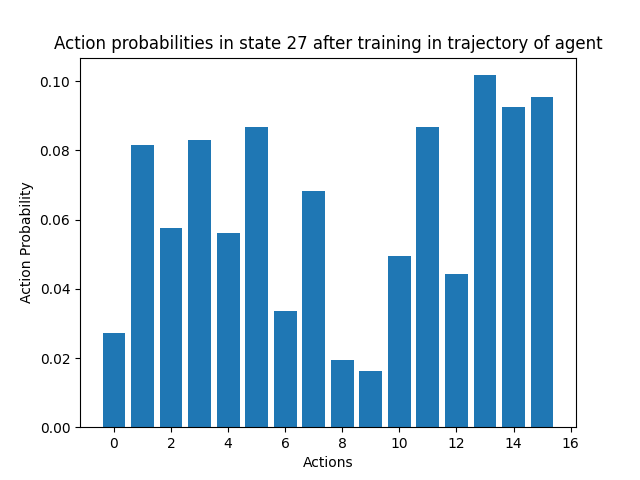 Action probabilities in state 27 after training in trajectory of agent
0.10
0.08
0.06
0.04
0.02
0.00
Action Probability
0 2 4 6 8 10 12 14 16
Actions